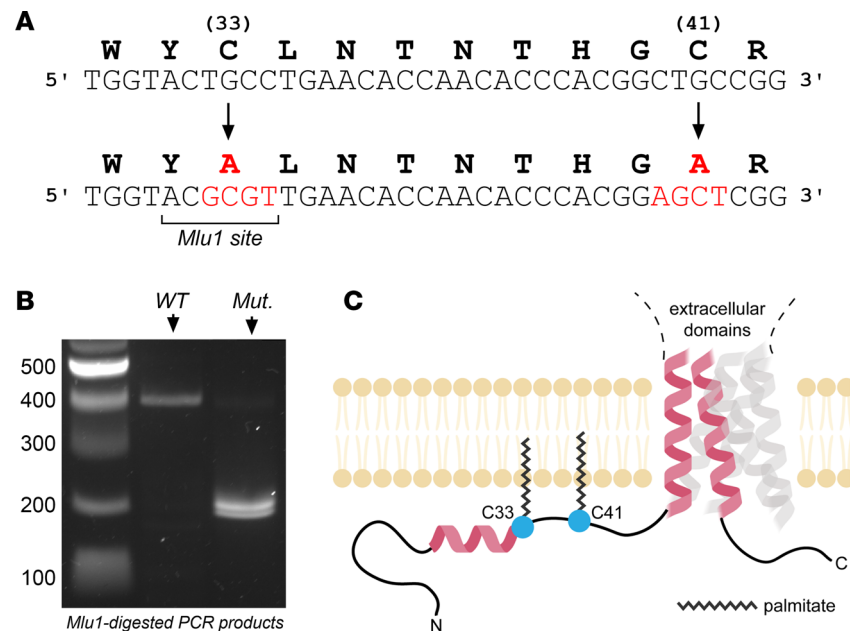 A
(33) (41)
W Y C L N T N T H G C R
5' TGGTACTGCCTGAACACCAACACCCACGGCTGCCGG 3'
W Y A L N T N T H G A R
5' TGGTACGCGTTGAACACCAACACCCACGGAGCTCGG 3'
Mlu1 site
B
WT Mut.
500
400
300
200
100
Mlu1-digested PCR products
C
extracellular
domains
C33 C41
C
N
palmitate